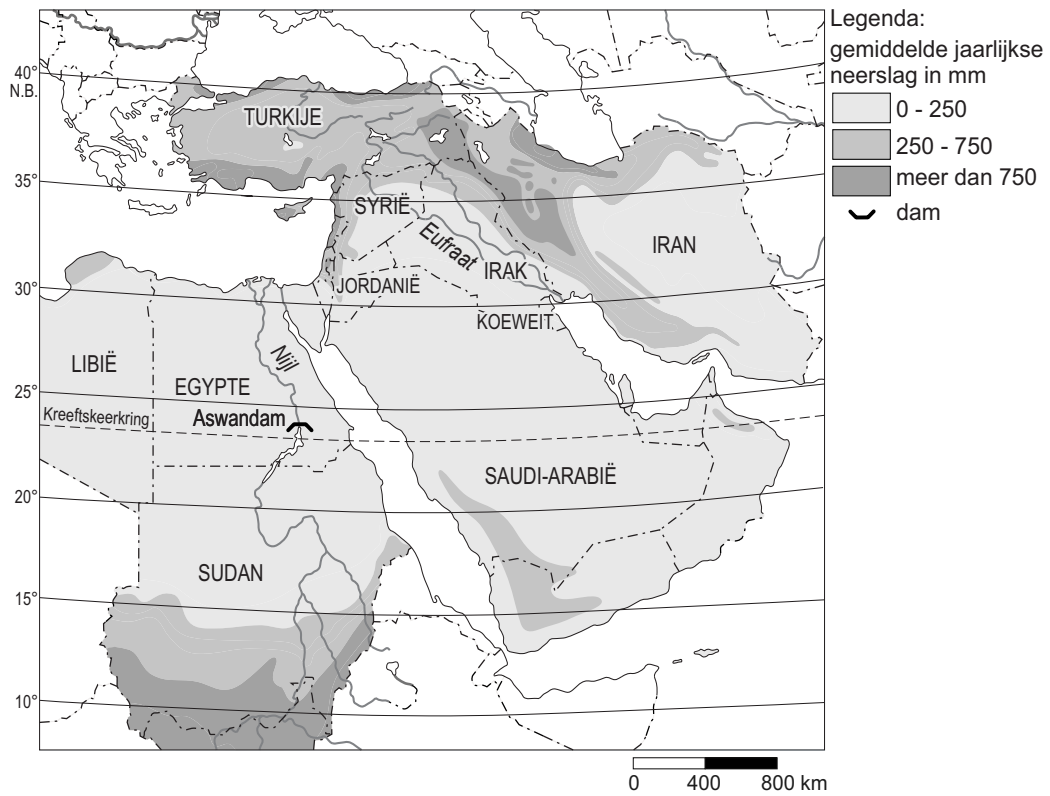 Legenda:
gemiddelde jaarlijkse
neerslag in mm
0 - 250
250 - 750
meer dan 750
dam
40°
N.B.
TURKIJE
35°
SYRIË
Eufraat
IRAK
IRAN
JORDANIË
30°
KOEWEIT
LIBIË
Nijl
EGYPTE
25°
Kreeftskeerkring
Aswandam
SAUDI-ARABIË
20°
SUDAN
15°
10°
0 400 800 km